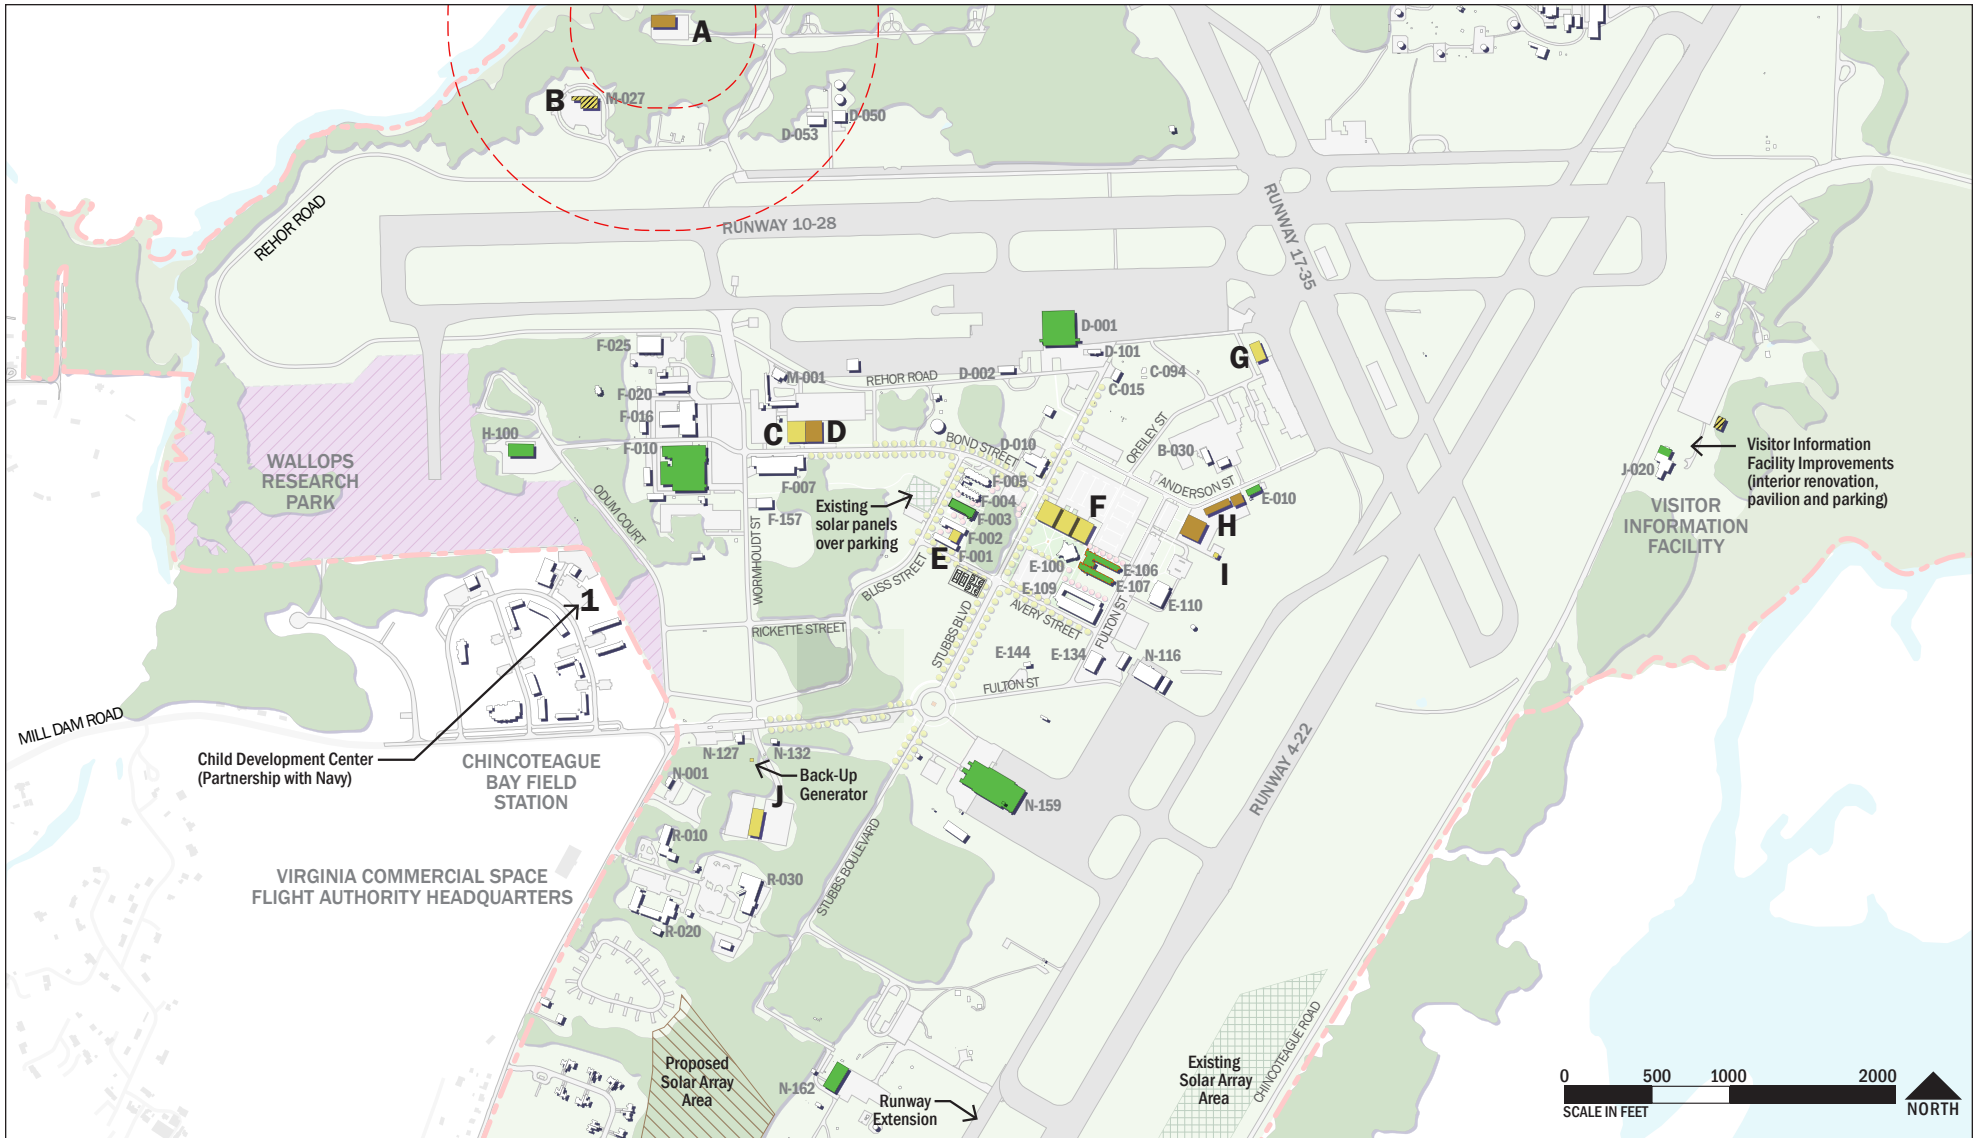 A
B
M-027
D-050
D-053
REHOR ROAD
RUNWAY 10-28
RUNWAY 17-35
D-001
D-101
F-025
G
M-001
REHOR ROAD
D-002
C-094
C-015
F-020
F-016
OREILEY ST
C
D
H-100
F-010
BOND STREET
D-010
B-030
Visitor Information
Facility Improvements
(interior renovation,
pavilion and parking)
J-020
WALLOPS
RESEARCH
PARK
F-007
F-005
ANDERSON ST
E-010
ODUM COURT
F-004
Existing
solar panels
over parking
F
F-003
VISITOR
INFORMATION
FACILITY
F-157
H
F-002
WORMHOUDT ST
E
F-001
E-100
E-106
I
BLISS STREET
E-107
E-109
1
E-110
AVERY STREET
FULTON ST
RICKETTE STREET
STUBBS BLVD
E-144
E-134
N-116
FULTON ST
MILL DAM ROAD
Child Development Center
(Partnership with Navy)
CHINCOTEAGUE
BAY FIELD
STATION
N-127
N-132
N-001
Back-Up
Generator
J
RUNWAY 4-22
N-159
R-010
STUBBS BOULEVARD
VIRGINIA COMMERCIAL SPACE
FLIGHT AUTHORITY HEADQUARTERS
R-030
R-020
Proposed
Solar Array
Area
N-162
Existing
Solar Array
Area
CHINCOTEAGUE ROAD
Runway
Extension
0 500 1000 2000
SCALE IN FEET
NORTH